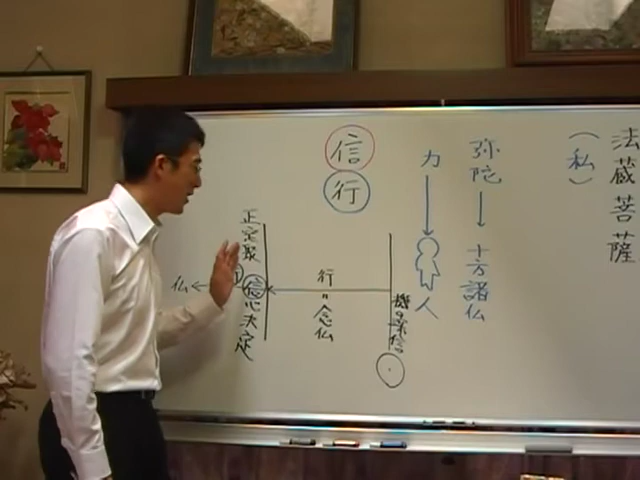 法蔵菩薩
（私）
弥陀
十方諸仏
力
人
信
行
行
念仏
正定聚
信心決定
仏